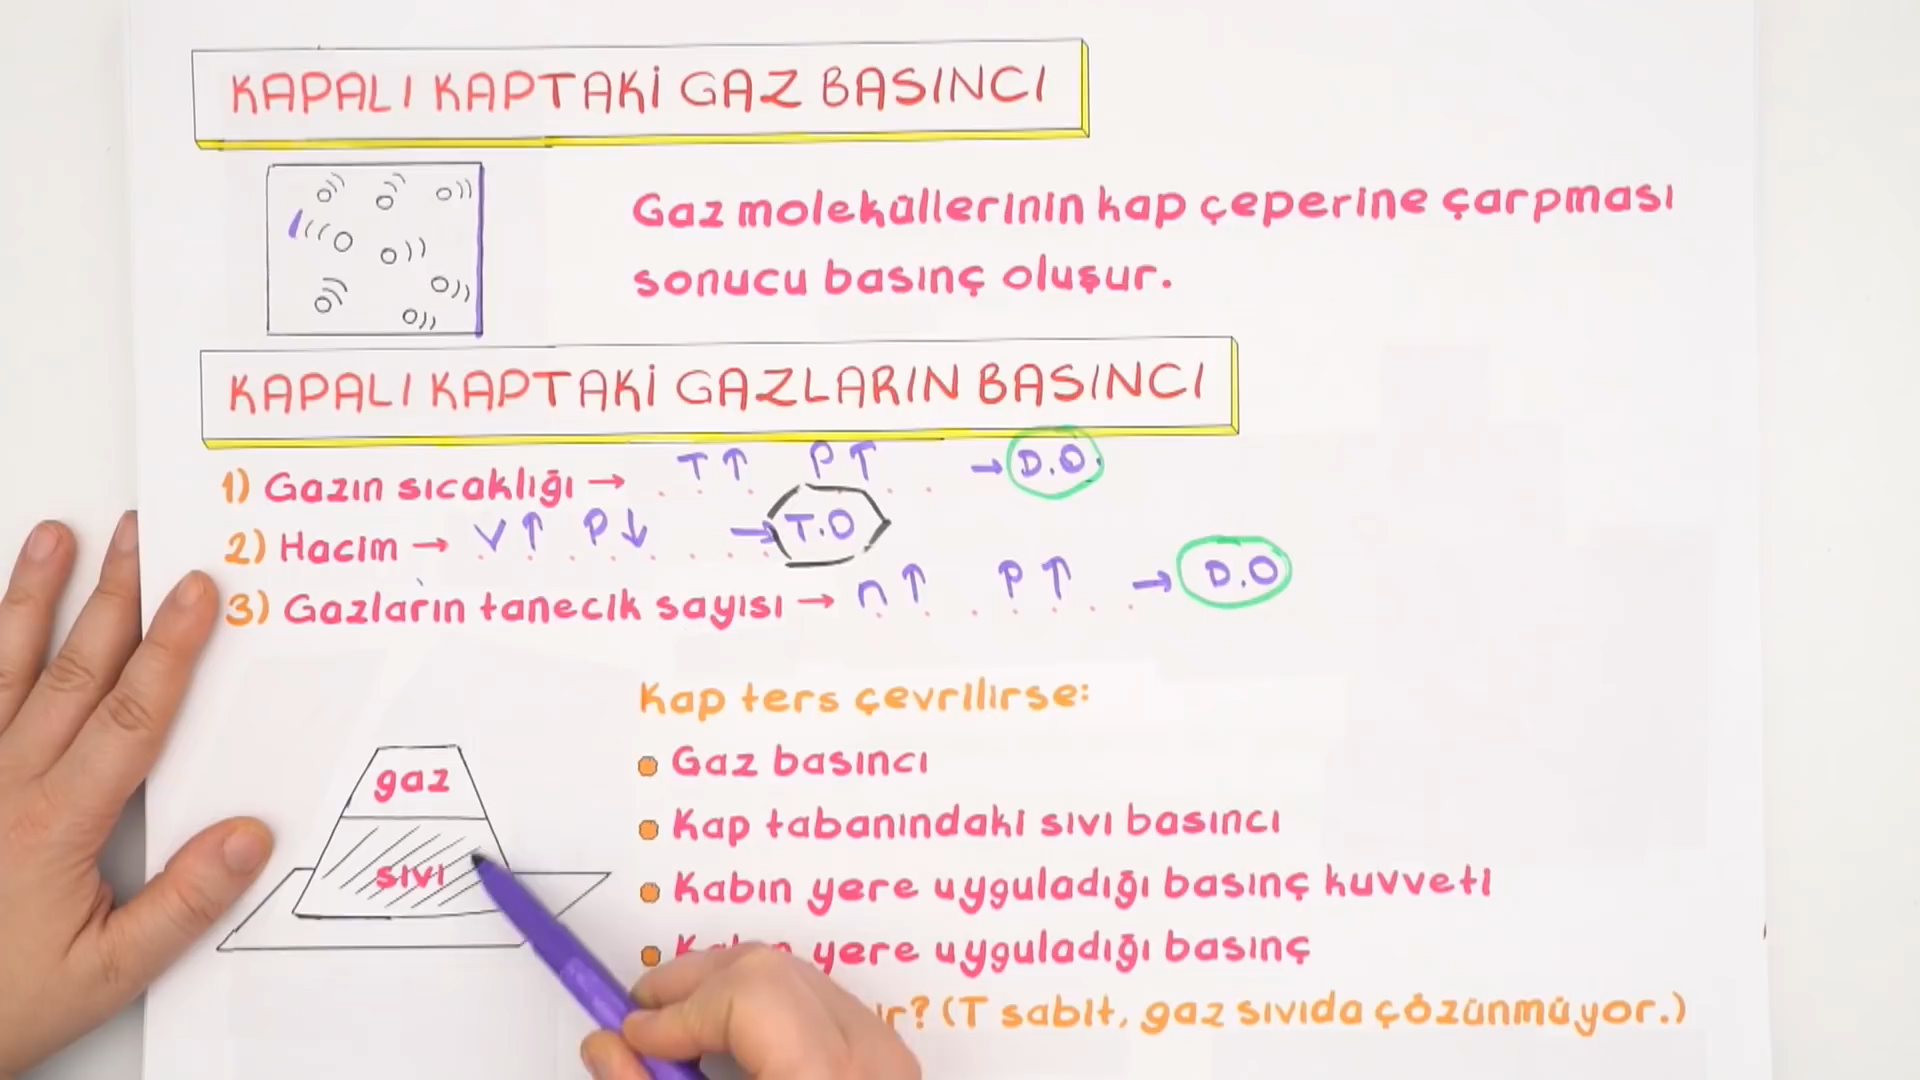 KAPALI KAPTAKİ GAZ BASINCI
Gaz moleküllerinin kap çeperine çarpması
sonucu basınç oluşur.
KAPALI KAPTAKİ GAZLARIN BASINCI
1) Gazın sıcaklığı → T↑ P↑ → D.O.
2) Hacim → V↑ P↓ → T.O
3) Gazların tanecik sayısı → n↑ P↑ → D.O
gaz
sıvı
Kap ters çevrilirse:
Gaz basıncı
Kap tabanındaki sıvı basıncı
Kabın yere uyguladığı basınç kuvveti
yere uyguladığı basınç
(T sabit, gaz sıvıda çözünmüyor.)